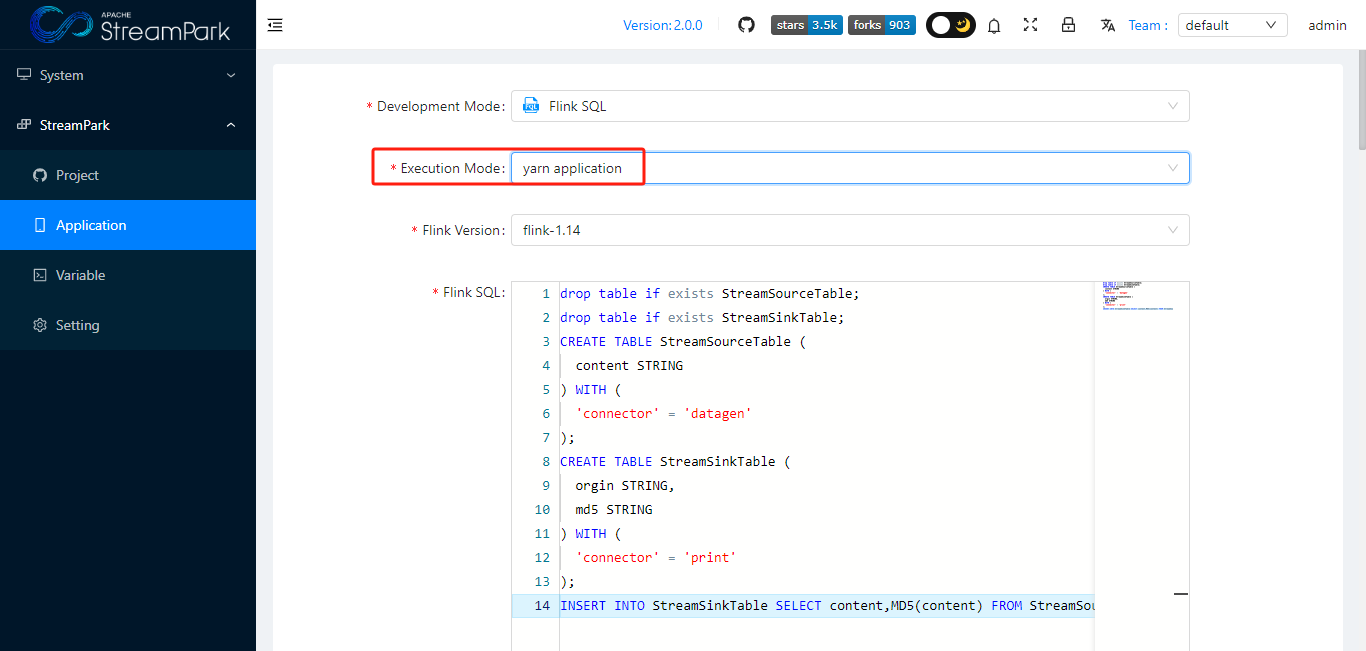 APACHE
StreamPark
Version:2.0.0
stars 3.5k
forks 903
Team :
default
admin
System
StreamPark
Project
Application
Variable
Setting
* Development Mode:
Flink SQL
* Execution Mode:
yarn application
* Flink Version:
flink-1.14
* Flink SQL:
1 drop table if exists StreamSourceTable;
2 drop table if exists StreamSinkTable;
3 CREATE TABLE StreamSourceTable (
4 content STRING
5 ) WITH (
6 'connector' = 'datagen'
7 );
8 CREATE TABLE StreamSinkTable (
9 orgin STRING,
10 md5 STRING
11 ) WITH (
12 'connector' = 'print'
13 );
14 INSERT INTO StreamSinkTable SELECT content,MD5(content) FROM StreamSou